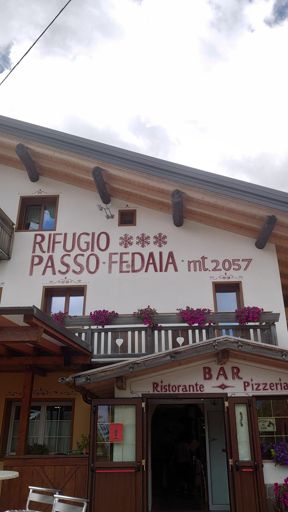 RIFUGIO ❄❄❄
PASSO·FEDAIA·mt.2057
BAR
Ristorante Pizzeria